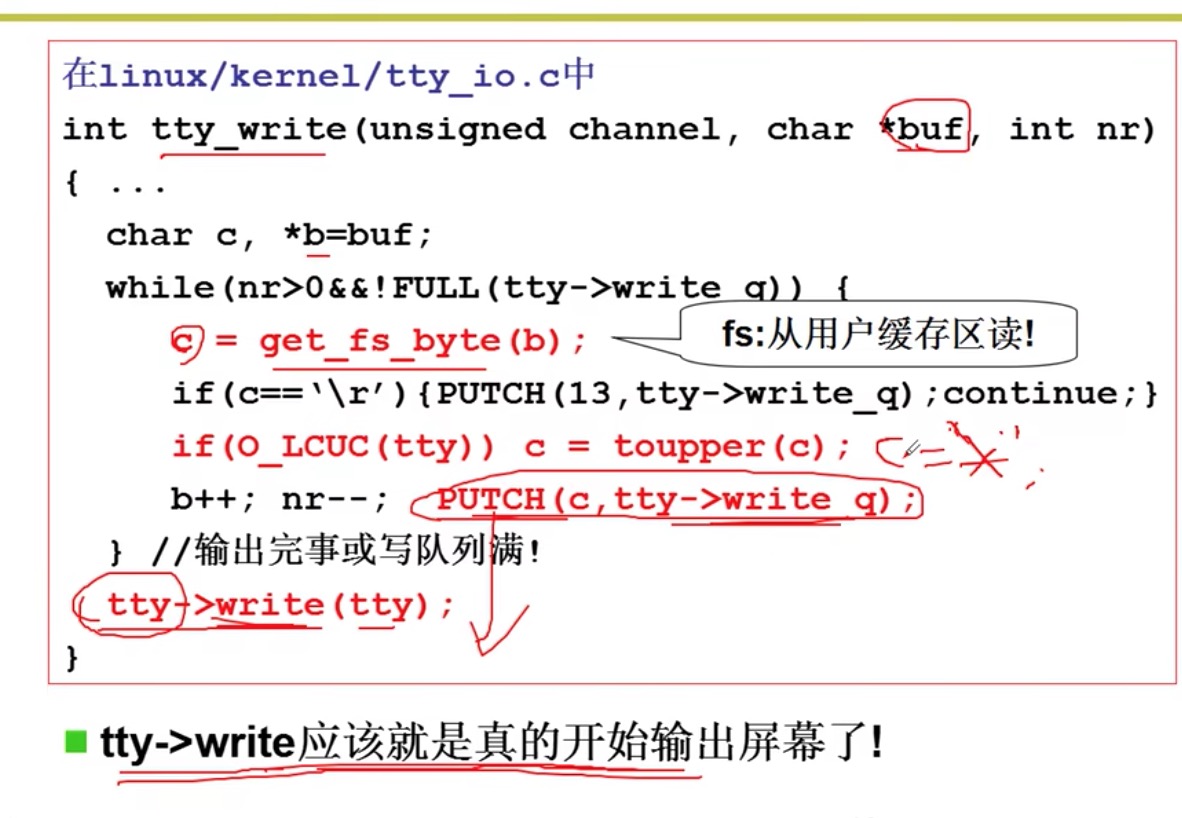 在linux/kernel/tty_io.c中
int tty_write(unsigned channel, char *buf, int nr)
{ ...
char c, *b=buf;
while(nr>0&&!FULL(tty->write_q)) {
c = get_fs_byte(b);
fs:从用户缓存区读!
if(c==‘\r’){PUTCH(13,tty->write_q);continue;}
if(O_LCUC(tty)) c = toupper(c); c='*';
b++; nr--; PUTCH(c,tty->write_q);
} //输出完事或写队列满!
tty->write(tty);
}
tty->write应该就是真的开始输出屏幕了!